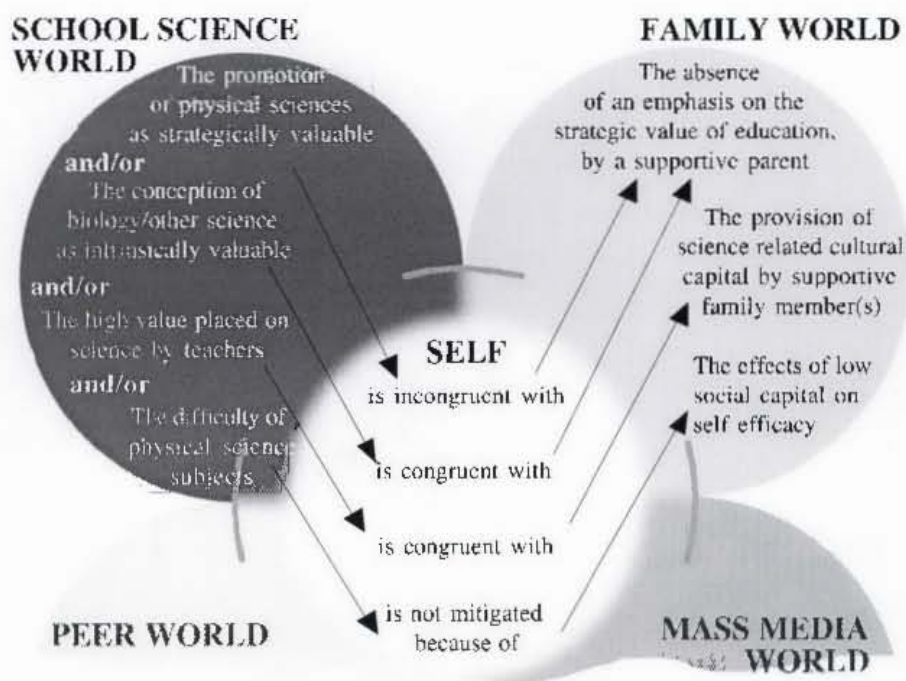 SCHOOL SCIENCE
WORLD
The promotion
of physical sciences
as strategically valuable
and/or
The conception of
biology/other science
as intrinsically valuable
and/or
The high value placed on
science by teachers
and/or
The difficulty of
physical science
subjects
FAMILY WORLD
The absence
of an emphasis on the
strategic value of education,
by a supportive parent
The provision of
science related cultural
capital by supportive
family member(s)
The effects of low
social capital on
self efficacy
SELF
is incongruent with
is congruent with
is congruent with
is not mitigated
because of
PEER WORLD
MASS MEDIA
WORLD